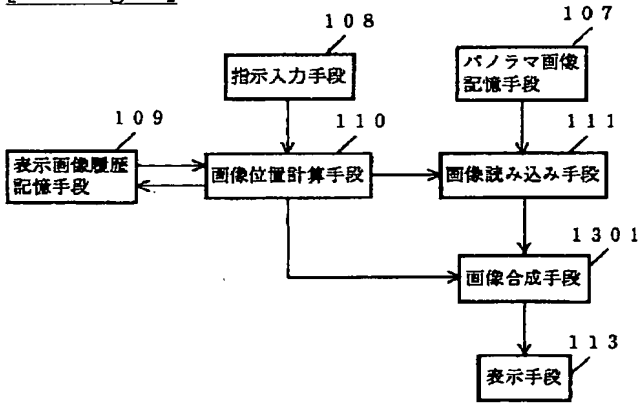 108
指示入力手段
107
パノラマ画像
記憶手段
109
表示画像履歴
記憶手段
110
画像位置計算手段
111
画像読み込み手段
1301
画像合成手段
113
表示手段